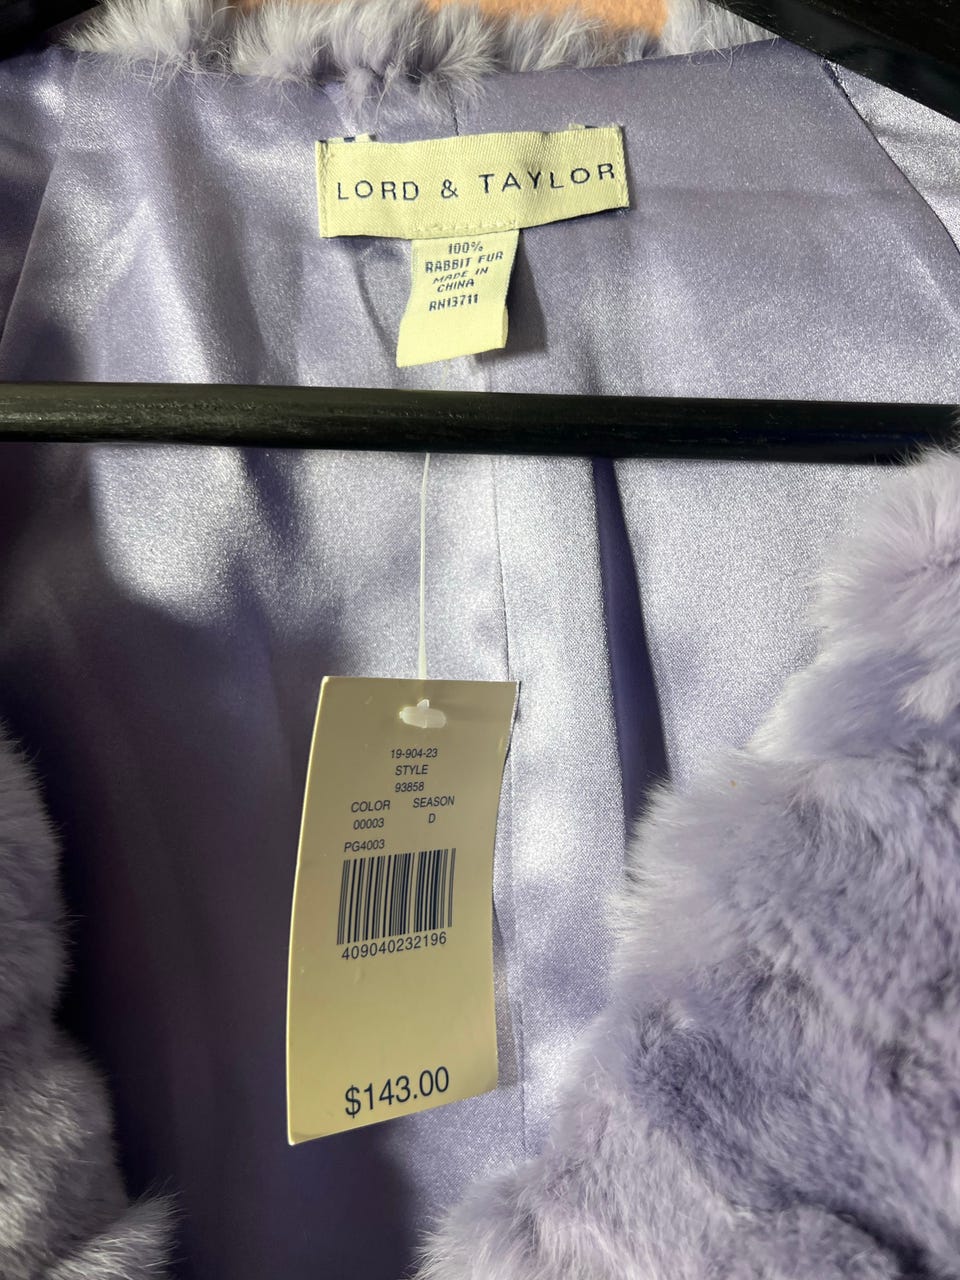 LORD & TAYLOR
100%
RABBIT FUR
MADE IN
CHINA
RN13711
19-904-23
STYLE
93858
COLOR SEASON
00003 D
PG4003
409040232196
$143.00